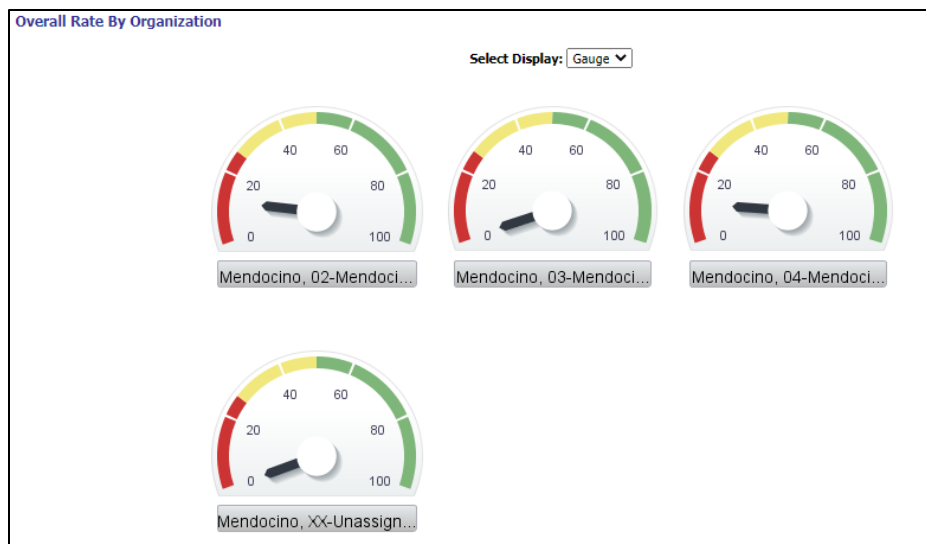 Overall Rate By Organization
Select Display: Gauge
40 60
20 80
0 100
Mendocino, 02-Mendoci...
40 60
20 80
0 100
Mendocino, 03-Mendoci...
40 60
20 80
0 100
Mendocino, 04-Mendoci...
40 60
20 80
0 100
Mendocino, XX-Unassign...